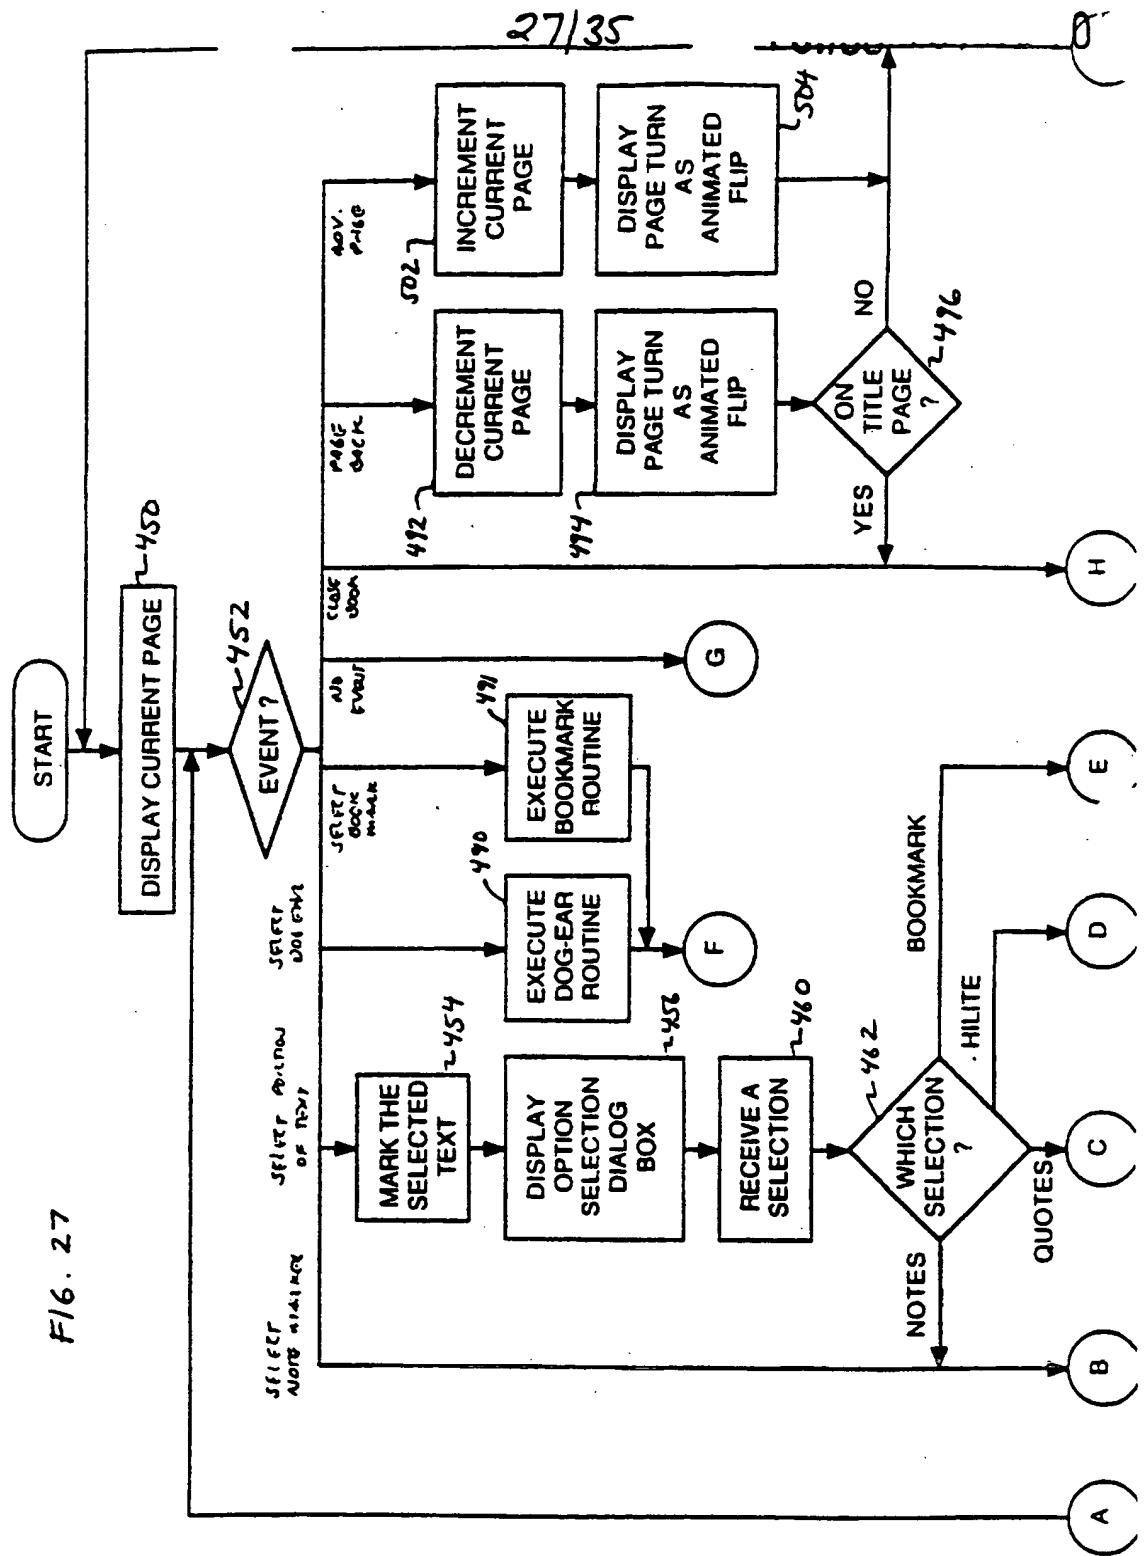 27/35
FIG. 27
START
DISPLAY CURRENT PAGE
450
EVENT?
452
SELECT
NOTE MARKER
SELECT PORTION
OF TEXT
SELECT
DOG EAR
SELECT
BOOK
MARK
NO
EVENT
CLOSE
BOOK
PAGE
BACK
ADV.
PAGE
MARK THE
SELECTED
TEXT
454
DISPLAY
OPTION
SELECTION
DIALOG
BOX
456
RECEIVE A
SELECTION
460
WHICH
SELECTION
?
462
NOTES
QUOTES
.HILITE
BOOKMARK
EXECUTE
DOG-EAR
ROUTINE
490
EXECUTE
BOOKMARK
ROUTINE
491
F
G
DECREMENT
CURRENT
PAGE
492
DISPLAY
PAGE TURN
AS
ANIMATED
FLIP
494
ON
TITLE
PAGE
?
496
YES
NO
INCREMENT
CURRENT
PAGE
502
DISPLAY
PAGE TURN
AS
ANIMATED
FLIP
504
A
B
C
D
E
H